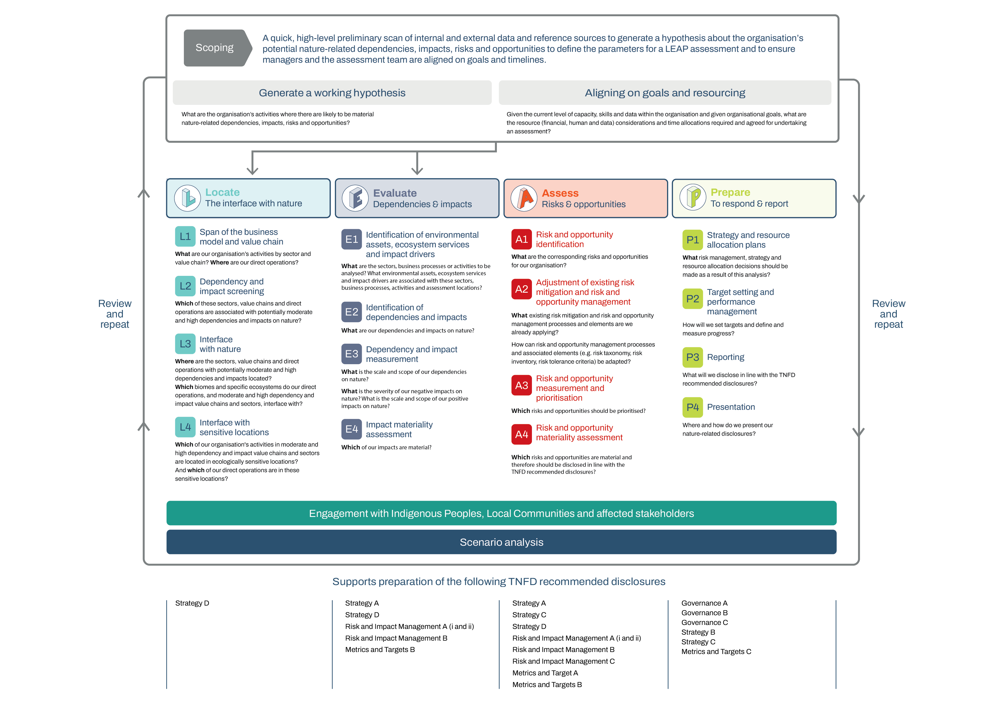 Scoping
A quick, high-level preliminary scan of internal and external data and reference sources to generate a hypothesis about the organisation’s
potential nature-related dependencies, impacts, risks and opportunities to define the parameters for a LEAP assessment and to ensure
managers and the assessment team are aligned on goals and timelines.
Generate a working hypothesis
What are the organisation’s activities where there are likely to be material
nature-related dependencies, impacts, risks and opportunities?
Aligning on goals and resourcing
Given the current level of capacity, skills and data within the organisation and given organisational goals, what are
the resource (financial, human and data) considerations and time allocations required and agreed for undertaking
an assessment?
Review
and
repeat
L
Locate
The interface with nature
L1
Span of the business
model and value chain
What are our organisation’s activities by sector and
value chain? Where are our direct operations?
L2
Dependency and
impact screening
Which of these sectors, value chains and direct
operations are associated with potentially moderate
and high dependencies and impacts on nature?
L3
Interface
with nature
Where are the sectors, value chains and direct
operations with potentially moderate and high
dependencies and impacts located?
Which biomes and specific ecosystems do our direct
operations, and moderate and high dependency and
impact value chains and sectors, interface with?
L4
Interface with
sensitive locations
Which of our organisation's activities in moderate and
high dependency and impact value chains and sectors
are located in ecologically sensitive locations?
And which of our direct operations are in these
sensitive locations?
E
Evaluate
Dependencies & impacts
E1
Identification of environmental
assets, ecosystem services
and impact drivers
What are the sectors, business processes or activities to be
analysed? What environmental assets, ecosystem services
and impact drivers are associated with these sectors,
business processes, activities and assessment locations?
E2
Identification of
dependencies and impacts
What are our dependencies and impacts on nature?
E3
Dependency and impact
measurement
What is the scale and scope of our dependencies
on nature?
What is the severity of our negative impacts on
nature? What is the scale and scope of our positive
impacts on nature?
E4
Impact materiality
assessment
Which of our impacts are material?
A
Assess
Risks & opportunities
A1
Risk and opportunity
identification
What are the corresponding risks and opportunities
for our organisation?
A2
Adjustment of existing risk
mitigation and risk and
opportunity management
What existing risk mitigation and risk and opportunity
management processes and elements are we
already applying?
How can risk and opportunity management processes
and associated elements (e.g. risk taxonomy, risk
inventory, risk tolerance criteria) be adapted?
A3
Risk and opportunity
measurement and
prioritisation
Which risks and opportunities should be prioritised?
A4
Risk and opportunity
materiality assessment
Which risks and opportunities are material and
therefore should be disclosed in line with the
TNFD recommended disclosures?
P
Prepare
To respond & report
P1
Strategy and resource
allocation plans
What risk management, strategy and
resource allocation decisions should be
made as a result of this analysis?
P2
Target setting and
performance
management
How will we set targets and define and
measure progress?
P3
Reporting
What will we disclose in line with the TNFD
recommended disclosures?
P4
Presentation
Where and how do we present our
nature-related disclosures?
Review
and
repeat
Engagement with Indigenous Peoples, Local Communities and affected stakeholders
Scenario analysis
Supports preparation of the following TNFD recommended disclosures
Strategy D
Strategy A
Strategy D
Risk and Impact Management A (i and ii)
Risk and Impact Management B
Metrics and Targets B
Strategy A
Strategy C
Strategy D
Risk and Impact Management A (i and ii)
Risk and Impact Management B
Risk and Impact Management C
Metrics and Target A
Metrics and Targets B
Governance A
Governance B
Governance C
Strategy B
Strategy C
Metrics and Targets C